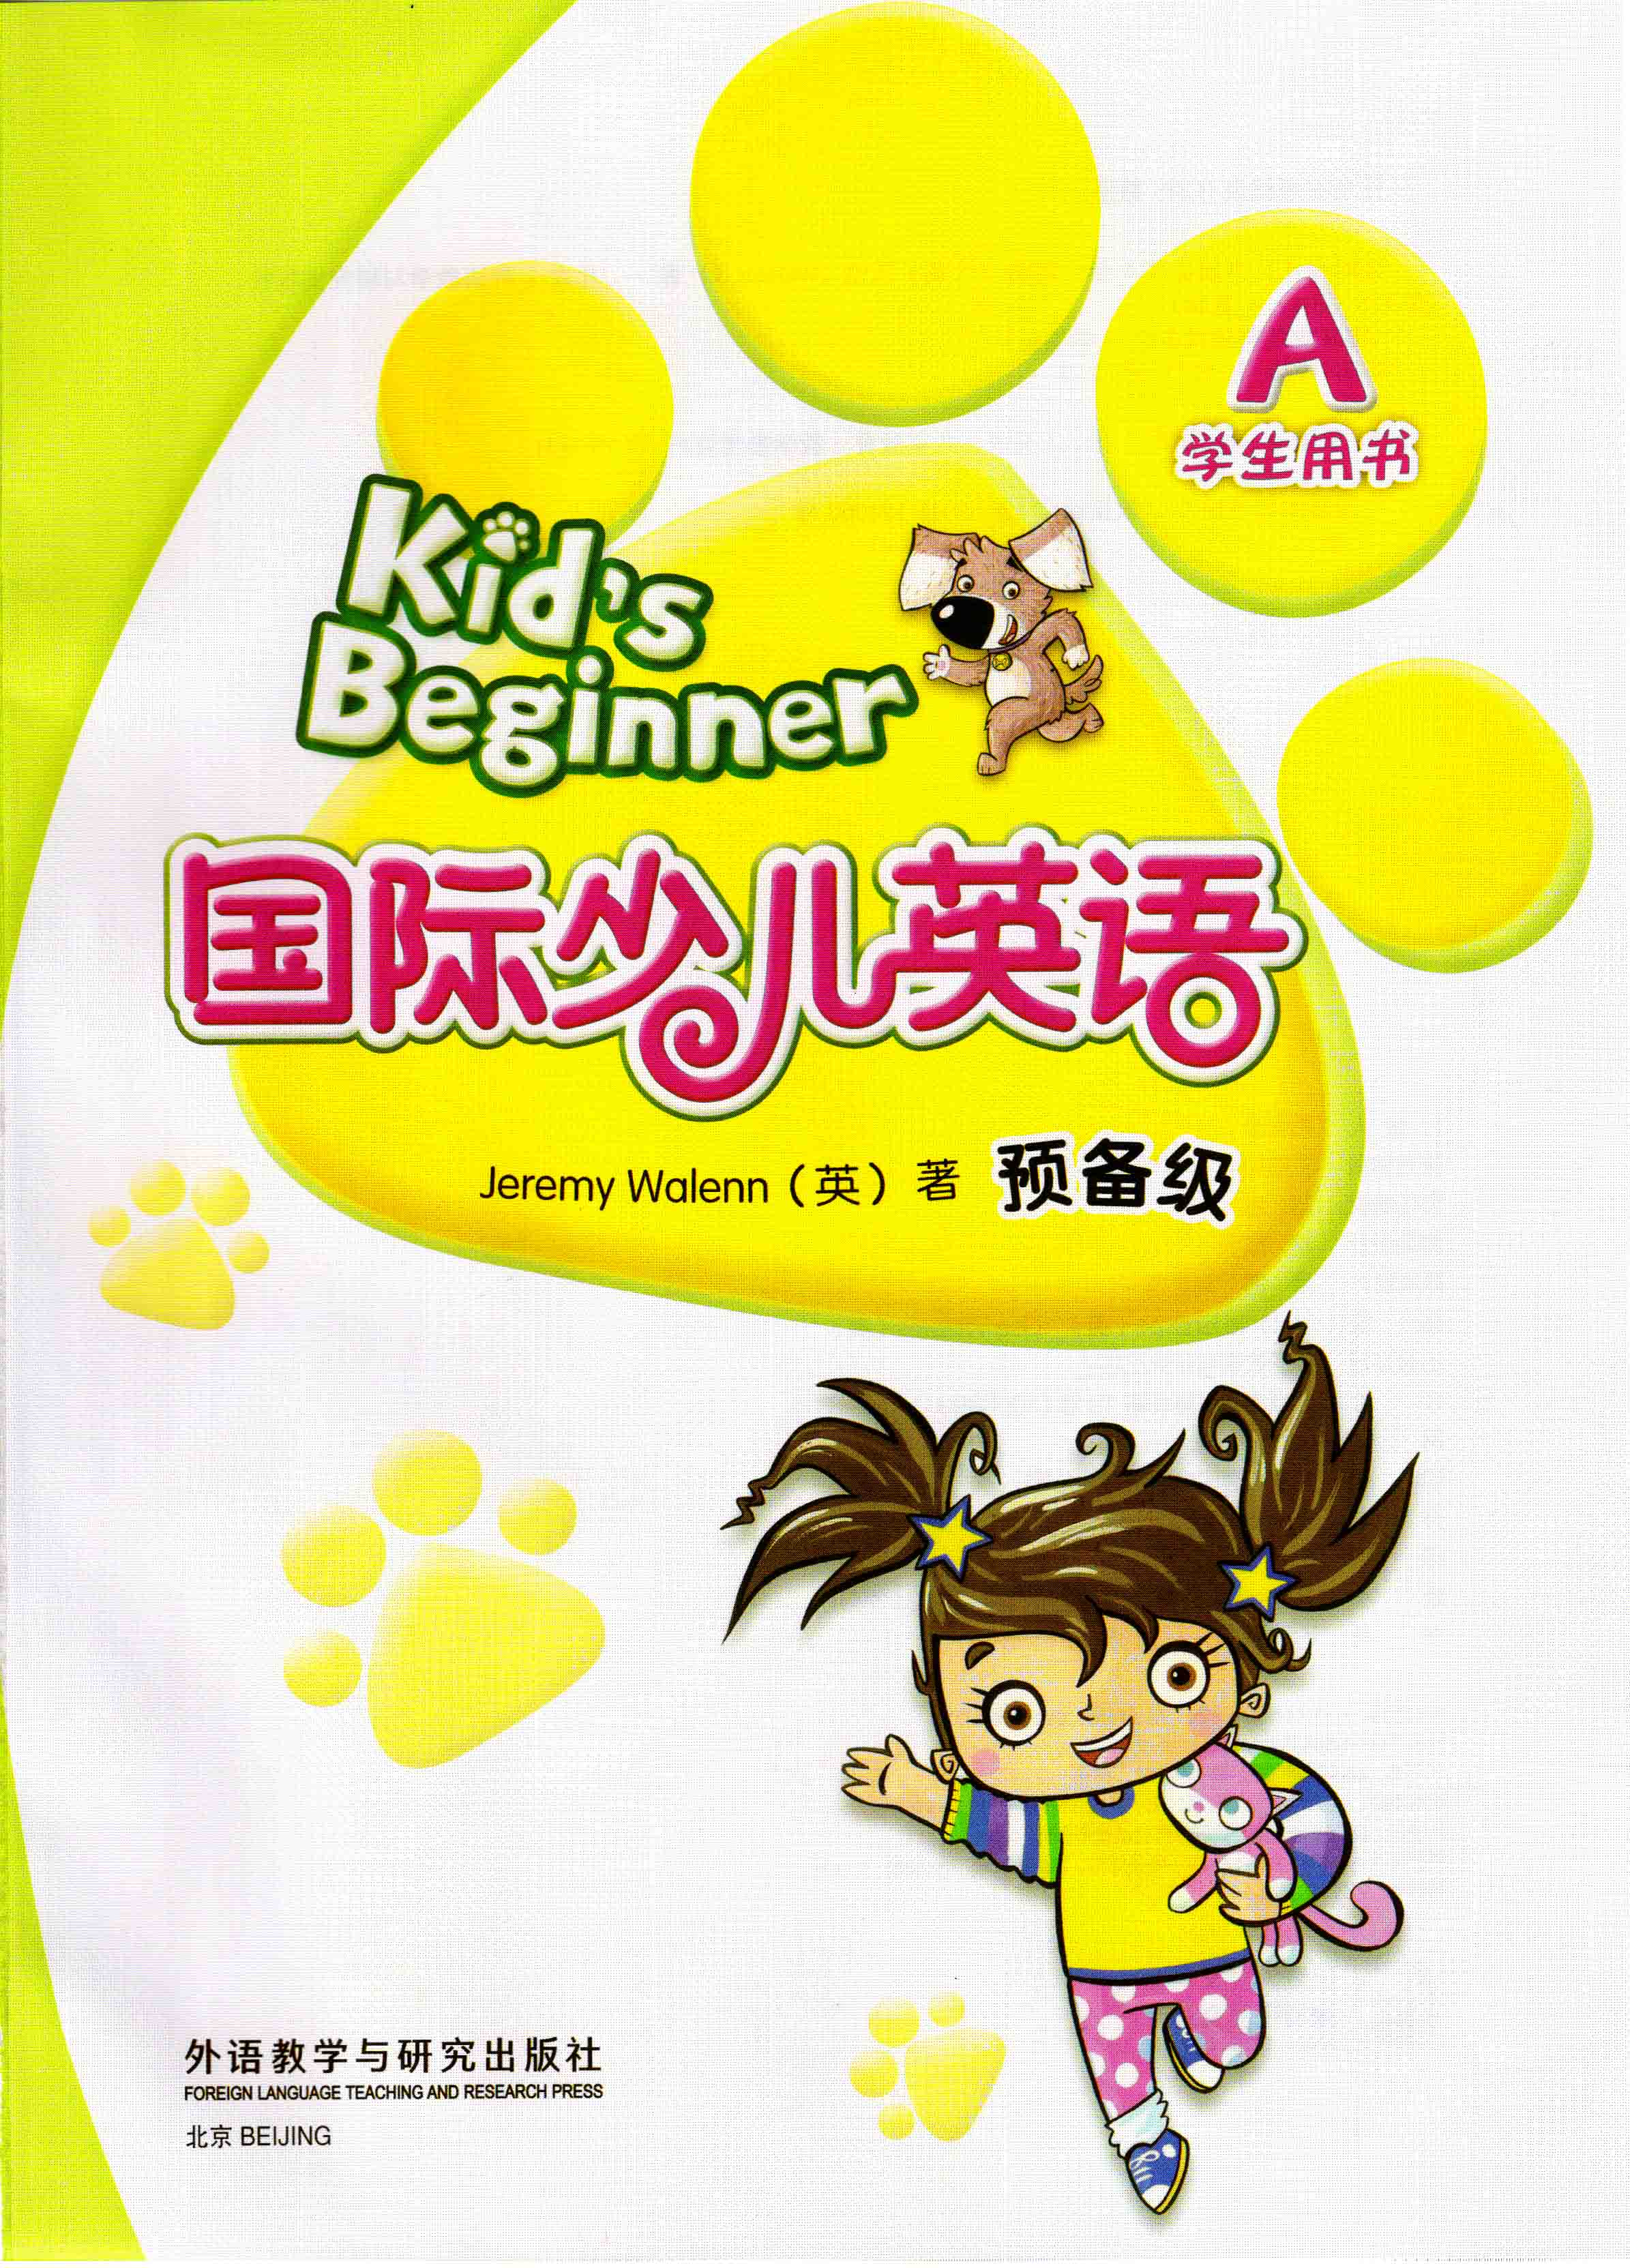 A
学生用书
Kid's
Beginner
国际少儿英语
Jeremy Walenn（英）著 预备级
外语教学与研究出版社
FOREIGN LANGUAGE TEACHING AND RESEARCH PRESS
北京 BEIJING